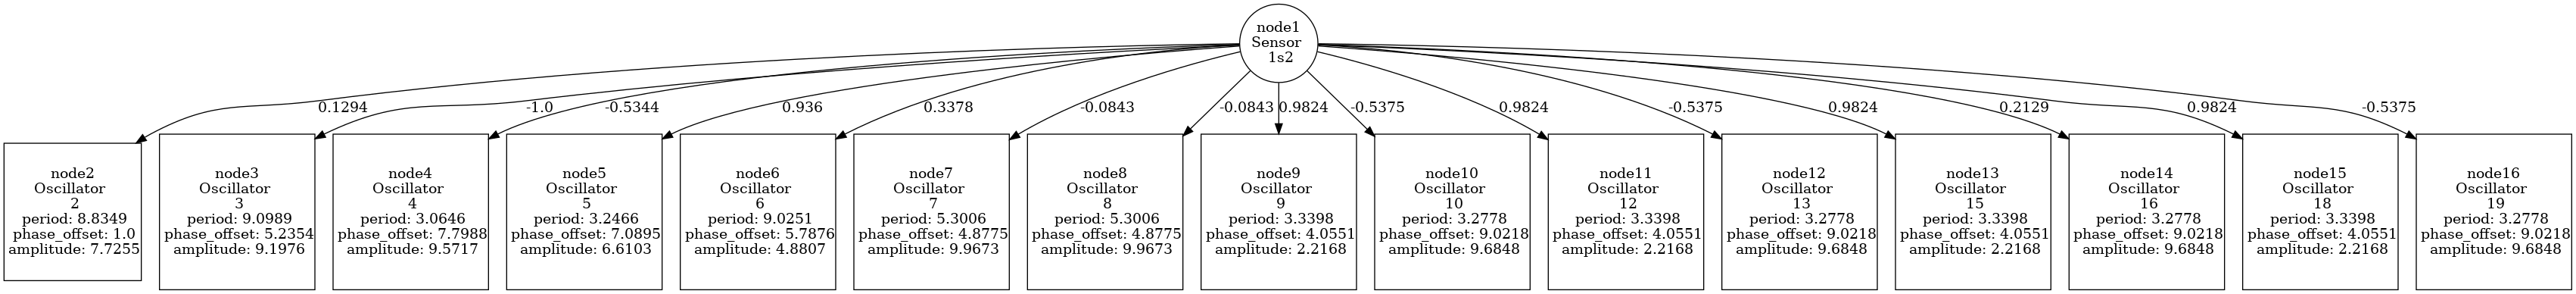 node1
Sensor
1s2
0.1294
-1.0
-0.5344
0.936
0.3378
-0.0843
-0.0843
0.9824
-0.5375
0.9824
-0.5375
0.9824
0.2129
0.9824
-0.5375
node2
Oscillator
2
period: 8.8349
phase_offset: 1.0
amplitude: 7.7255
node3
Oscillator
3
period: 9.0989
phase_offset: 5.2354
amplitude: 9.1976
node4
Oscillator
4
period: 3.0646
phase_offset: 7.7988
amplitude: 9.5717
node5
Oscillator
5
period: 3.2466
phase_offset: 7.0895
amplitude: 6.6103
node6
Oscillator
6
period: 9.0251
phase_offset: 5.7876
amplitude: 4.8807
node7
Oscillator
7
period: 5.3006
phase_offset: 4.8775
amplitude: 9.9673
node8
Oscillator
8
period: 5.3006
phase_offset: 4.8775
amplitude: 9.9673
node9
Oscillator
9
period: 3.3398
phase_offset: 4.0551
amplitude: 2.2168
node10
Oscillator
10
period: 3.2778
phase_offset: 9.0218
amplitude: 9.6848
node11
Oscillator
12
period: 3.3398
phase_offset: 4.0551
amplitude: 2.2168
node12
Oscillator
13
period: 3.2778
phase_offset: 9.0218
amplitude: 9.6848
node13
Oscillator
15
period: 3.3398
phase_offset: 4.0551
amplitude: 2.2168
node14
Oscillator
16
period: 3.2778
phase_offset: 9.0218
amplitude: 9.6848
node15
Oscillator
18
period: 3.3398
phase_offset: 4.0551
amplitude: 2.2168
node16
Oscillator
19
period: 3.2778
phase_offset: 9.0218
amplitude: 9.6848